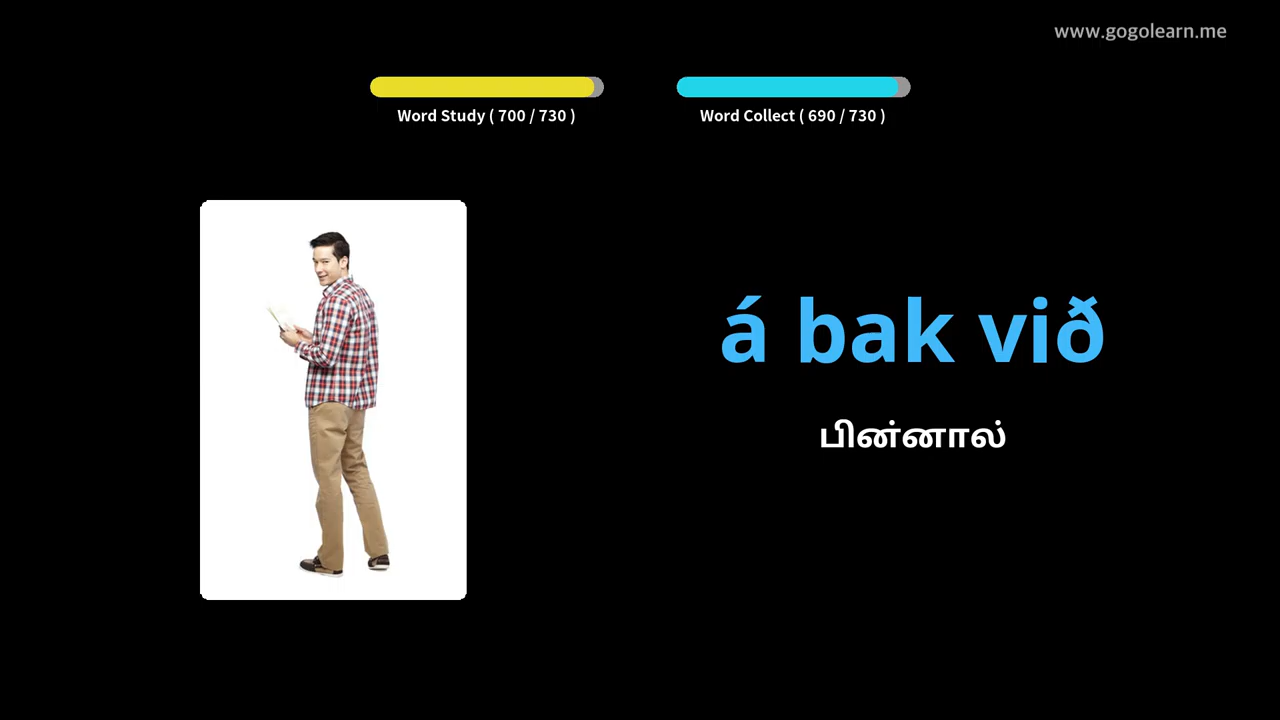 www.gogolearn.me
Word Study ( 700 / 730 )
Word Collect ( 690 / 730 )
á bak við
பின்னால்